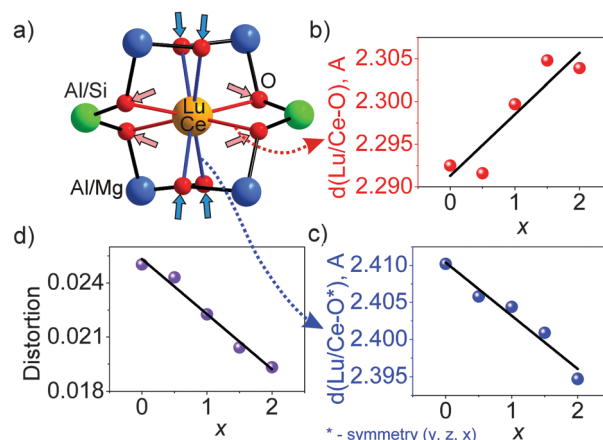 a)
Al/Si
O
Lu
Ce
Al/Mg
b)
d(Lu/Ce-O), A
2.305
2.300
2.295
2.290
0
1
2
x
d)
Distortion
0.024
0.021
0.018
0
1
2
x
c)
d(Lu/Ce-O*), A
2.410
2.405
2.400
2.395
0
1
2
x
* - symmetry (y, z, x)